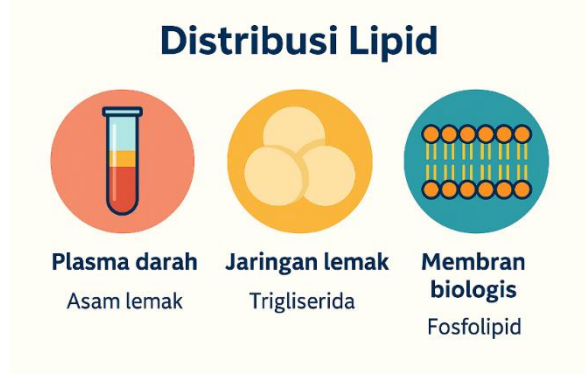 Distribusi Lipid
Plasma darah
Asam lemak
Jaringan lemak
Trigliserida
Membran
biologis
Fosfolipid